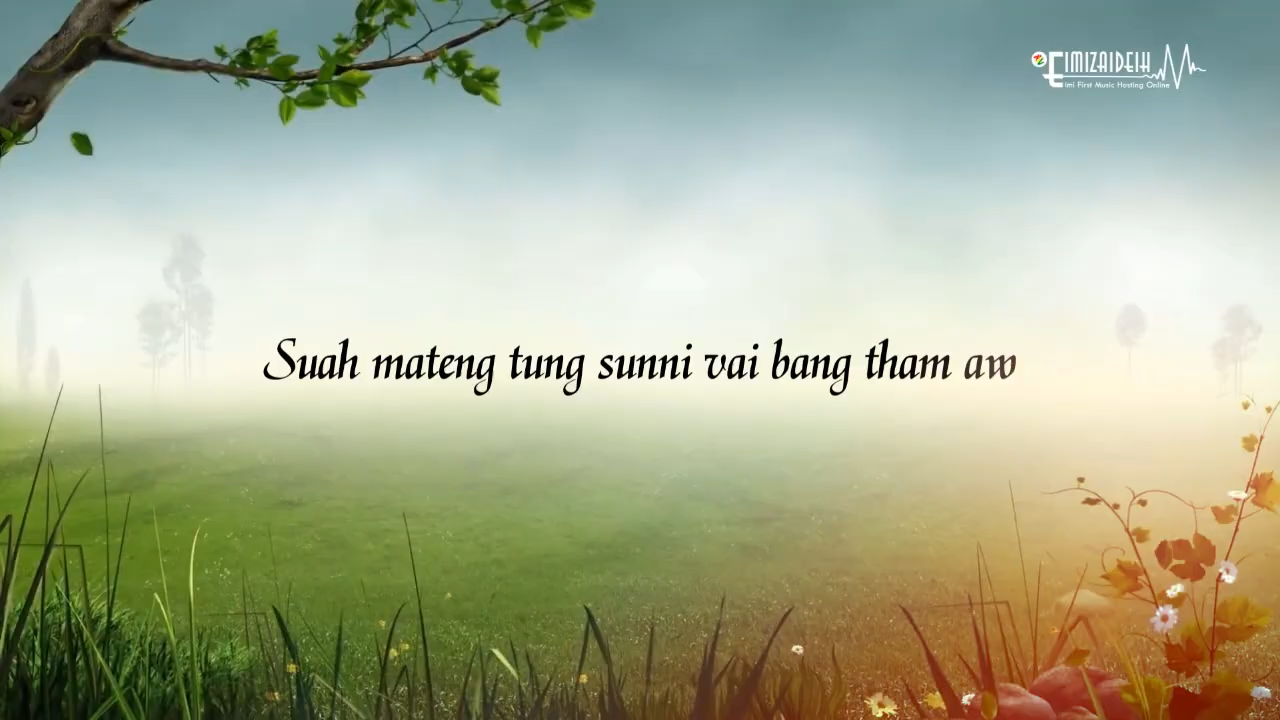 EIMIZAIDEIH
Eimi First Music Hosting Online
Suah mateng tung sunni vai bang tham aw